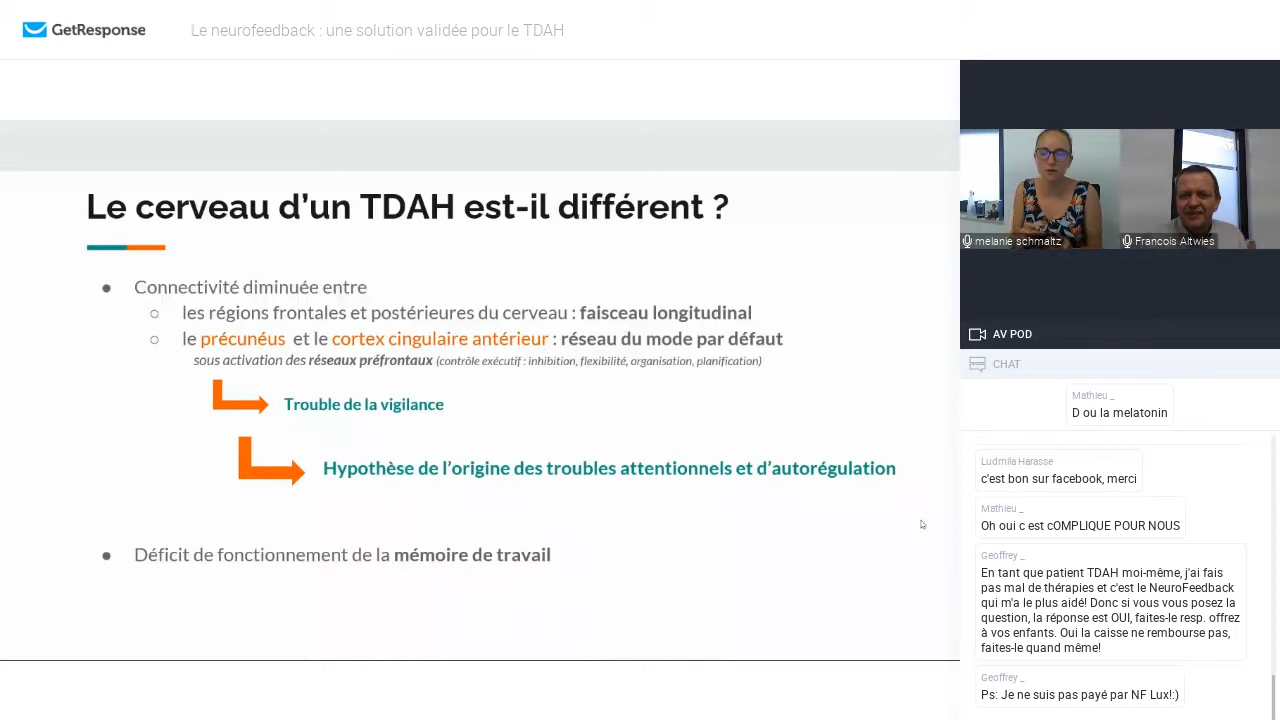 GetResponse
Le neurofeedback : une solution validée pour le TDAH
Le cerveau d'un TDAH est-il différent ?
● Connectivité diminuée entre
○ les régions frontales et postérieures du cerveau : faisceau longitudinal
○ le précunéus et le cortex cingulaire antérieur : réseau du mode par défaut
sous activation des réseaux préfrontaux (contrôle exécutif : inhibition, flexibilité, organisation, planification)
Trouble de la vigilance
Hypothèse de l'origine des troubles attentionnels et d'autorégulation
● Déficit de fonctionnement de la mémoire de travail
melanie schmaltz
Francois Altwies
AV POD
CHAT
Mathieu _
D ou la melatonin
Ludmila Harasse
c'est bon sur facebook, merci
Mathieu _
Oh oui c est cOMPLIQUE POUR NOUS
Geoffrey _
En tant que patient TDAH moi-même, j'ai fais
pas mal de thérapies et c'est le NeuroFeedback
qui m'a le plus aidé! Donc si vous vous posez la
question, la réponse est OUI, faites-le resp. offrez
à vos enfants. Oui la caisse ne rembourse pas,
faites-le quand même!
Geoffrey _
Ps: Je ne suis pas payé par NF Lux!:)